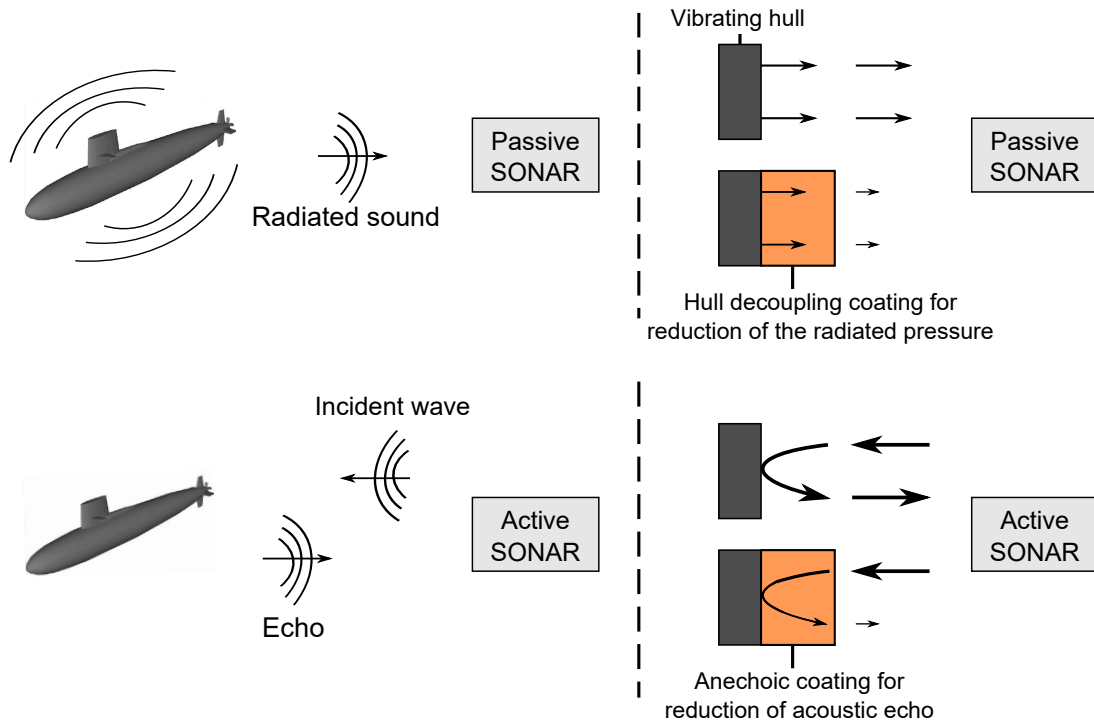 Vibrating hull
Passive
SONAR
Passive
SONAR
Radiated sound
Hull decoupling coating for
reduction of the radiated pressure
Incident wave
Active
SONAR
Active
SONAR
Echo
Anechoic coating for
reduction of acoustic echo